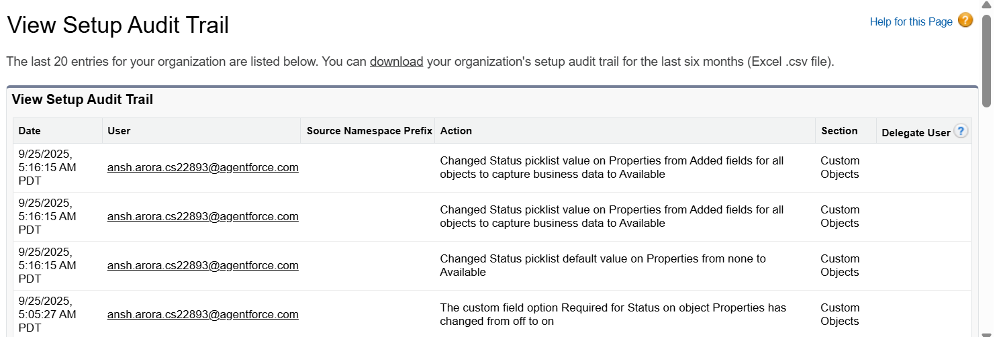 View Setup Audit Trail
Help for this Page ?
The last 20 entries for your organization are listed below. You can download your organization's setup audit trail for the last six months (Excel .csv file).
View Setup Audit Trail
Date User Source Namespace Prefix Action Section Delegate User ?
9/25/2025,
5:16:15 AM
PDT
ansh.arora.cs22893@agentforce.com
Changed Status picklist value on Properties from Added fields for all
objects to capture business data to Available
Custom
Objects
9/25/2025,
5:16:15 AM
PDT
ansh.arora.cs22893@agentforce.com
Changed Status picklist value on Properties from Added fields for all
objects to capture business data to Available
Custom
Objects
9/25/2025,
5:16:15 AM
PDT
ansh.arora.cs22893@agentforce.com
Changed Status picklist default value on Properties from none to
Available
Custom
Objects
9/25/2025,
5:05:27 AM
PDT
ansh.arora.cs22893@agentforce.com
The custom field option Required for Status on object Properties has
changed from off to on
Custom
Objects